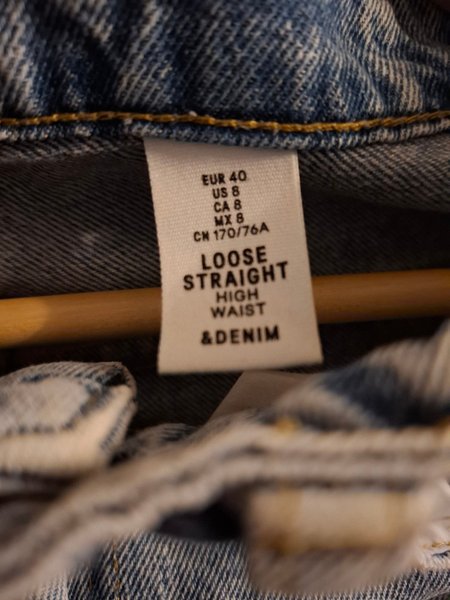 EUR 40
US 8
CA 8
MX 8
CN 170/76A
LOOSE
STRAIGHT
HIGH
WAIST
&DENIM